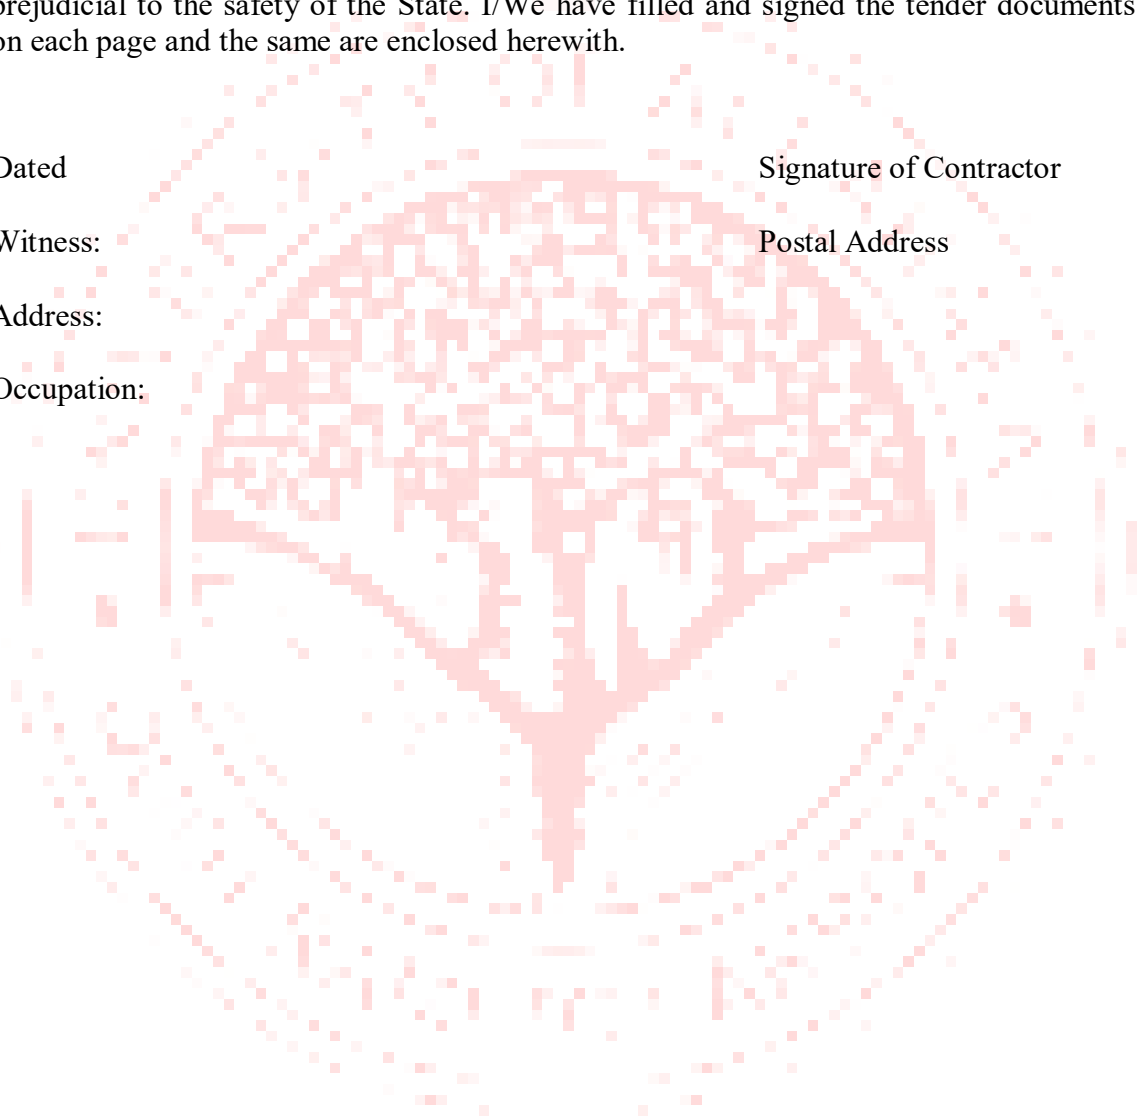 prejudicial to the safety of the State. I/We have filled and signed the tender documents
on each page and the same are enclosed herewith.
Dated Signature of Contractor
Witness: Postal Address
Address:
Occupation: